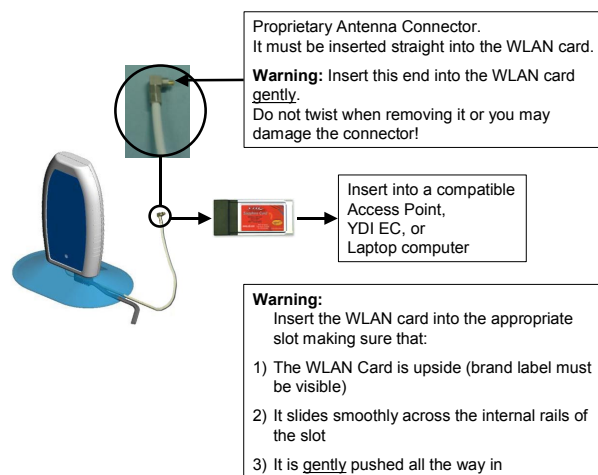 Proprietary Antenna Connector.
It must be inserted straight into the WLAN card.
Warning: Insert this end into the WLAN card
gently.
Do not twist when removing it or you may
damage the connector!
Insert into a compatible
Access Point,
YDI EC, or
Laptop computer
Warning:
Insert the WLAN card into the appropriate
slot making sure that:
1) The WLAN Card is upside (brand label must
be visible)
2) It slides smoothly across the internal rails of
the slot
3) It is gently pushed all the way in